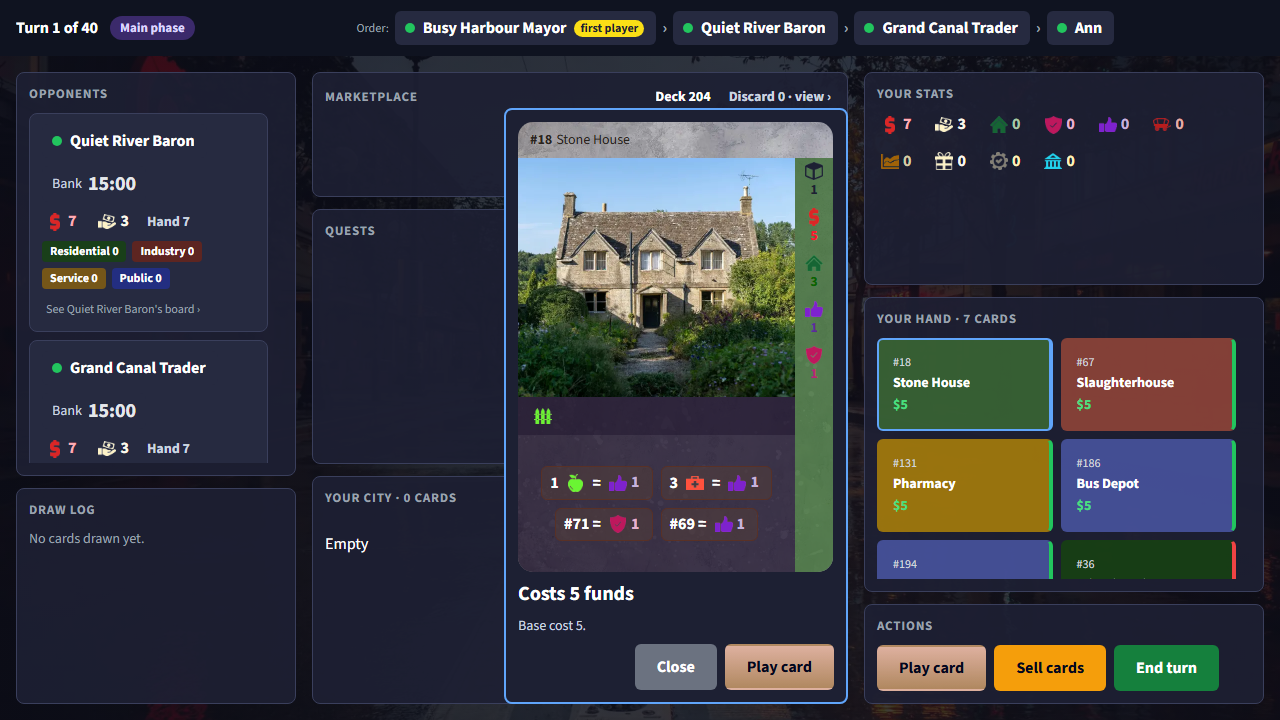 Turn 1 of 40 Main phase Order: Busy Harbour Mayor first player › Quiet River Baron › Grand Canal Trader › Ann
OPPONENTS
Quiet River Baron
Bank 15:00
7 3 Hand 7
Residential 0 Industry 0
Service 0 Public 0
See Quiet River Baron's board ›
Grand Canal Trader
Bank 15:00
7 3 Hand 7
DRAW LOG
No cards drawn yet.
MARKETPLACE Deck 204 Discard 0 · view ›
QUESTS
YOUR CITY · 0 CARDS
Empty
#18 Stone House
1
5
3
1
1
1 = 1 3 = 1
#71 = 1 #69 = 1
Costs 5 funds
Base cost 5.
Close Play card
YOUR STATS
7 3 0 0 0 0
0 0 0 0
YOUR HAND · 7 CARDS
#18
Stone House
$5
#67
Slaughterhouse
$5
#131
Pharmacy
$5
#186
Bus Depot
$5
#194
#36
ACTIONS
Play card Sell cards End turn